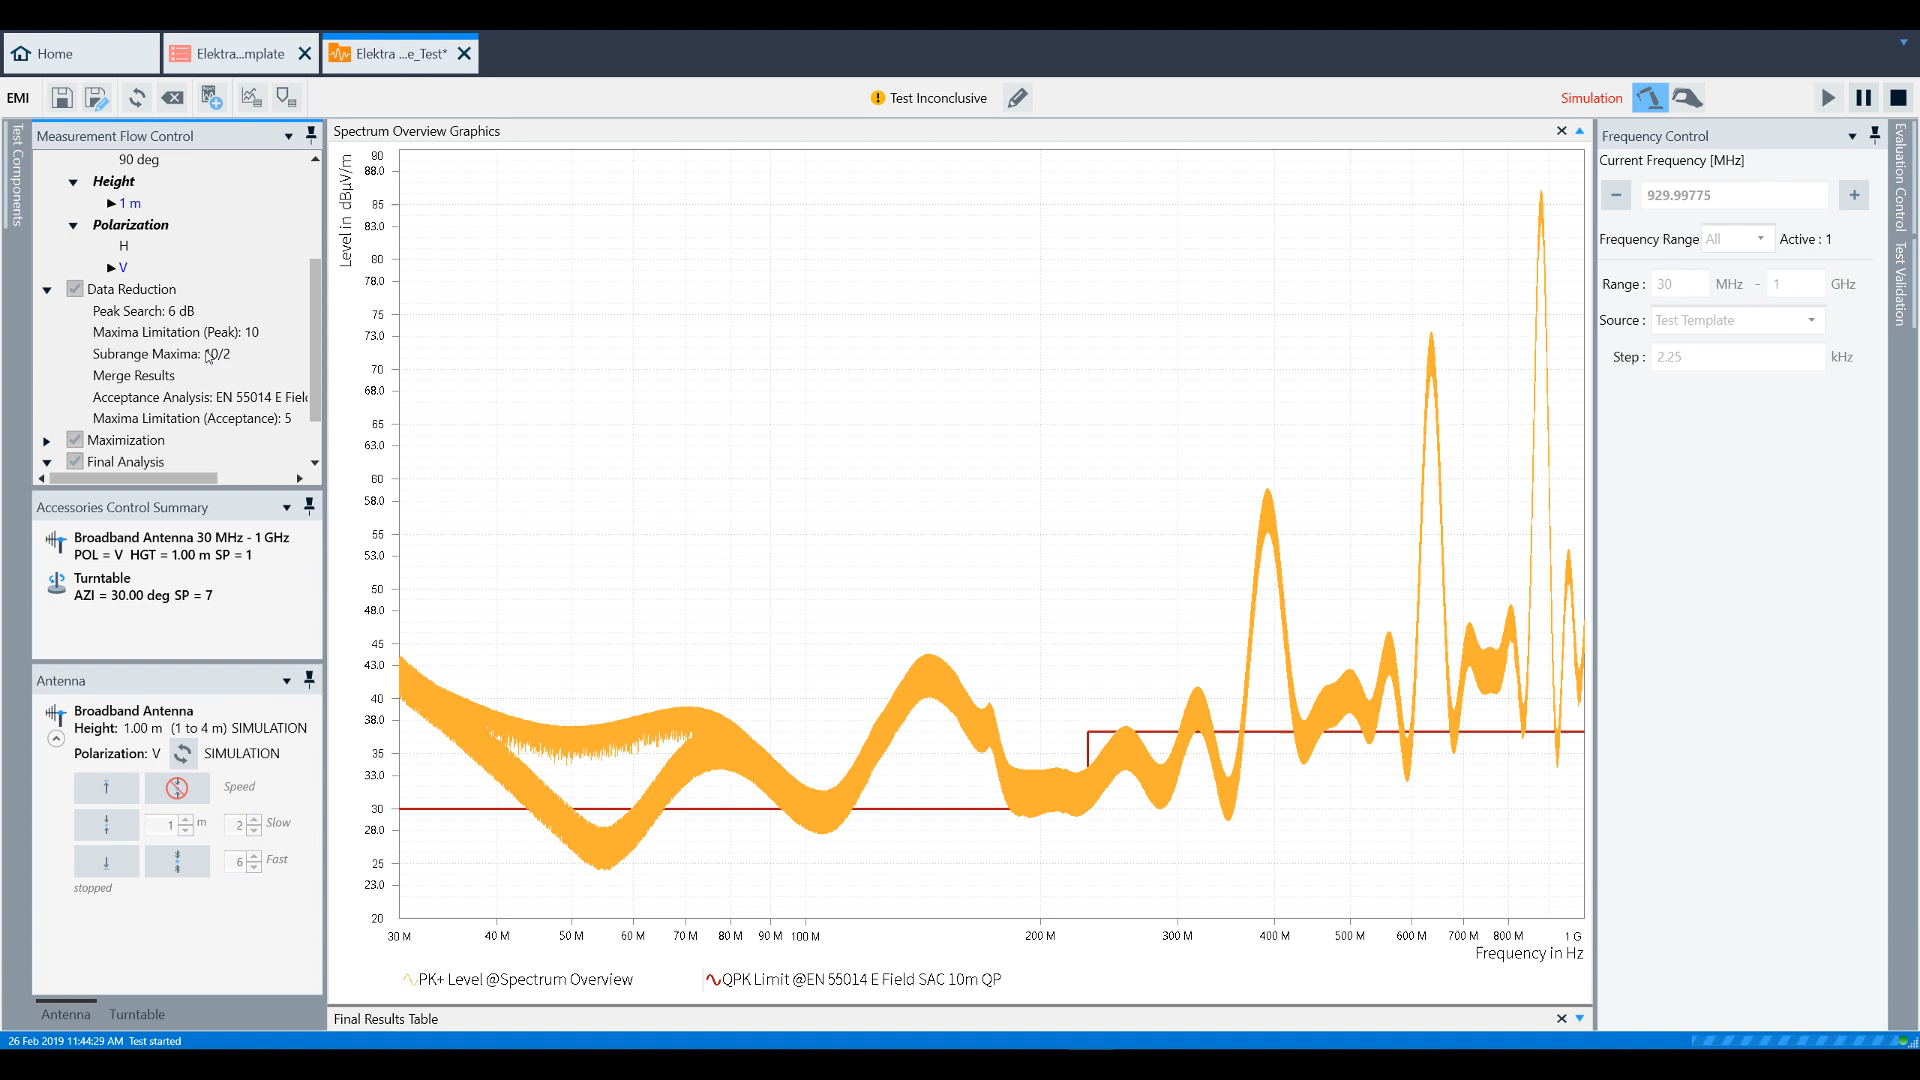 Home
Elektra...mplate
Elektra ...e_Test*
EMI
Test Inconclusive
Simulation
Test Components
Measurement Flow Control
90 deg
Height
1 m
Polarization
H
V
Data Reduction
Peak Search: 6 dB
Maxima Limitation (Peak): 10
Subrange Maxima: 10/2
Merge Results
Acceptance Analysis: EN 55014 E Field
Maxima Limitation (Acceptance): 5
Maximization
Final Analysis
Accessories Control Summary
Broadband Antenna 30 MHz - 1 GHz
POL = V HGT = 1.00 m SP = 1
Turntable
AZI = 30.00 deg SP = 7
Antenna
Broadband Antenna
Height: 1.00 m (1 to 4 m) SIMULATION
Polarization: V SIMULATION
Speed
1 m 2 Slow
6 Fast
stopped
Antenna Turntable
Spectrum Overview Graphics
Level in dBµV/m
90
88.0
85
83.0
80
78.0
75
73.0
70
68.0
65
63.0
60
58.0
55
53.0
50
48.0
45
43.0
40
38.0
35
33.0
30
28.0
25
23.0
20
30 M 40 M 50 M 60 M 70 M 80 M 90 M 100 M 200 M 300 M 400 M 500 M 600 M 700 M 800 M 1 G
Frequency in Hz
PK+ Level @Spectrum Overview
QPK Limit @EN 55014 E Field SAC 10m QP
Final Results Table
Frequency Control
Current Frequency [MHz]
929.99775
Frequency Range All Active : 1
Range : 30 MHz - 1 GHz
Source : Test Template
Step : 2.25 kHz
Evaluation Control
Test Validation
26 Feb 2019 11:44:29 AM Test started